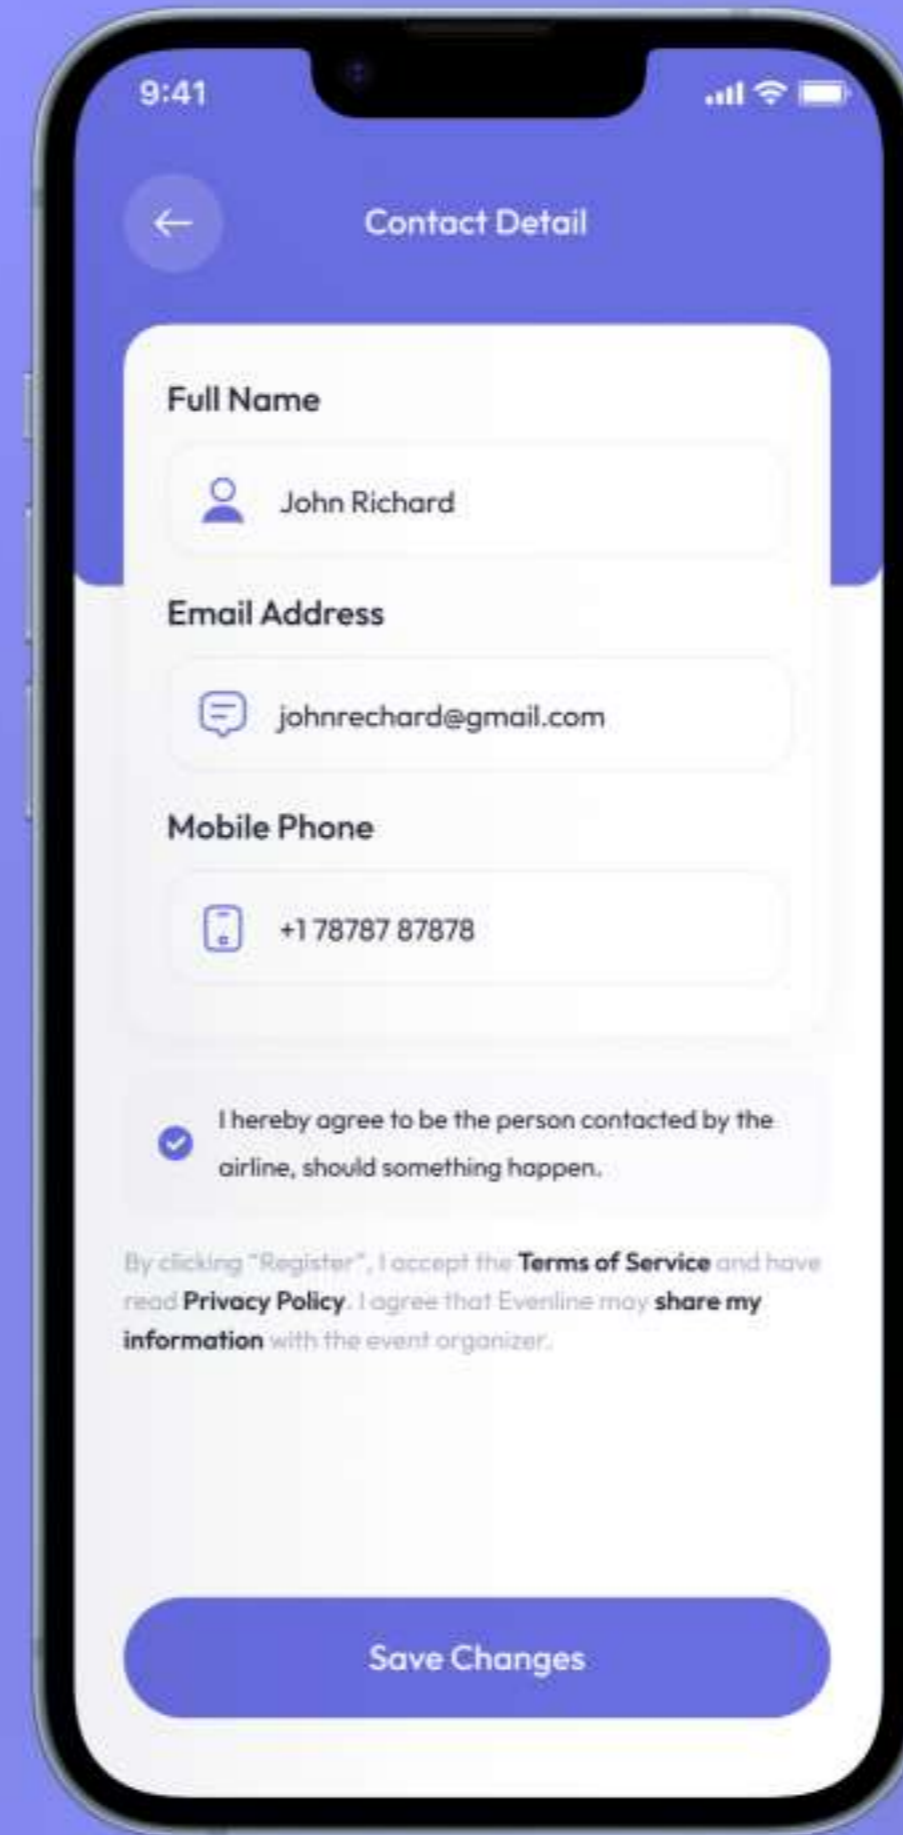 9:41
Contact Detail
Full Name
John Richard
Email Address
johnrechard@gmail.com
Mobile Phone
+1 78787 87878
I hereby agree to be the person contacted by the
airline, should something happen.
By clicking "Register", I accept the Terms of Service and have
read Privacy Policy. I agree that Evenline may share my
information with the event organizer.
Save Changes